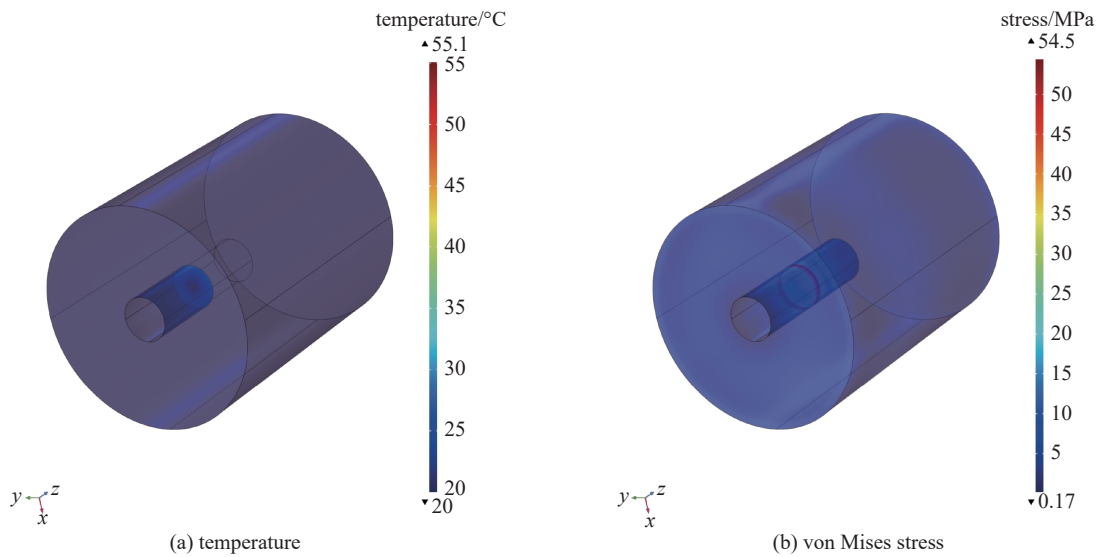 temperature/°C
▲ 55.1
55
50
45
40
35
30
25
20
▼ 20
y z
x
(a) temperature
stress/MPa
▲ 54.5
50
45
40
35
30
25
20
15
10
5
▼ 0.17
y z
x
(b) von Mises stress